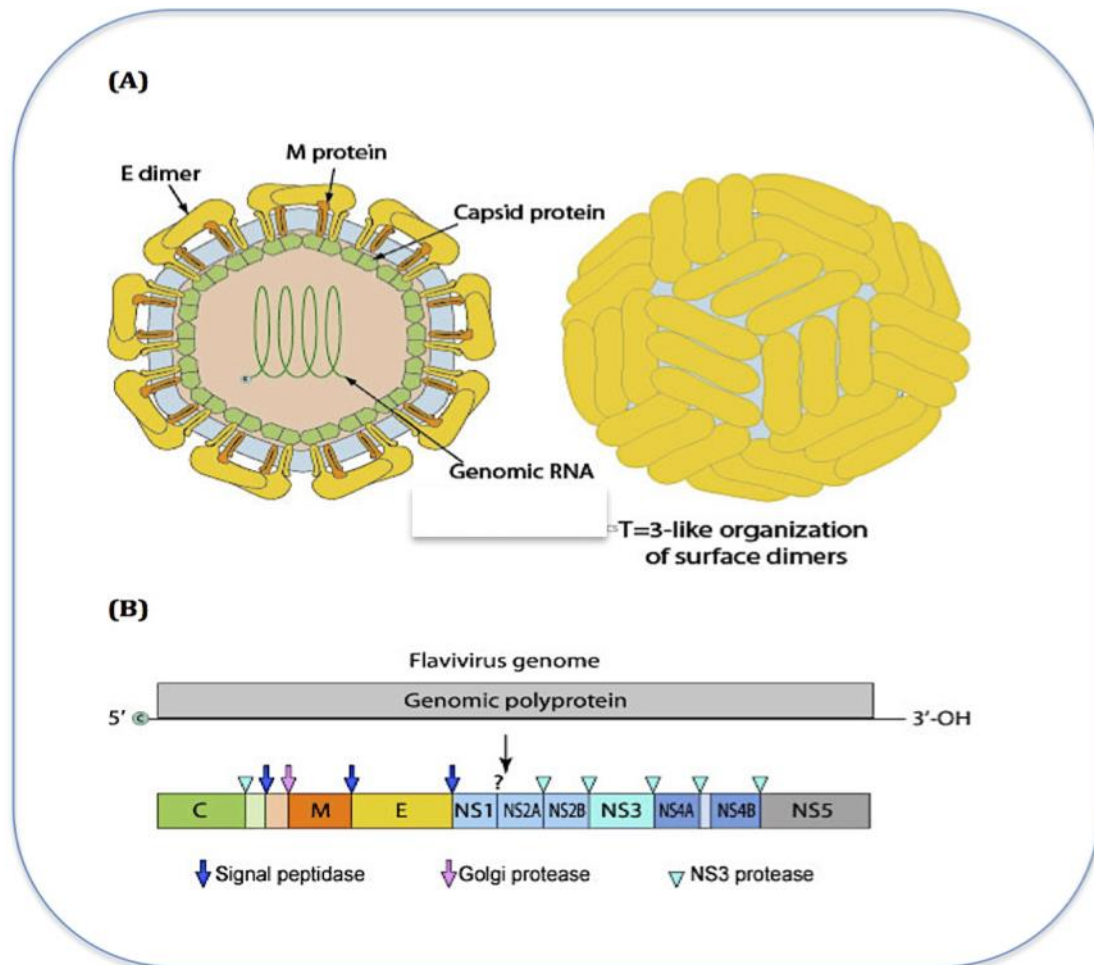 (A)
M protein
E dimer
Capsid protein
Genomic RNA
T=3-like organization
of surface dimers
(B)
Flavivirus genome
Genomic polyprotein
5′ C 3′-OH
?
C M E NS1 NS2A NS2B NS3 NS4A NS4B NS5
Signal peptidase Golgi protease NS3 protease